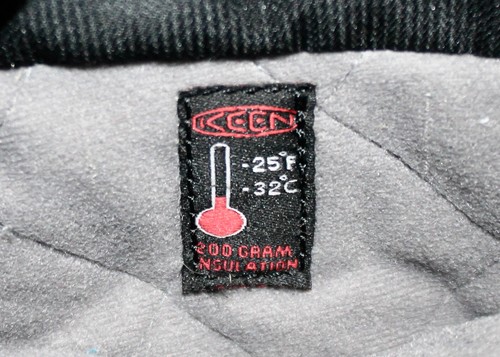 KEEN
-25°F
-32°C
200 GRAM
INSULATION